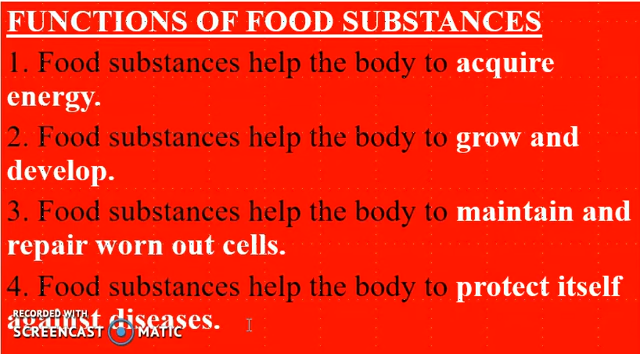 FUNCTIONS OF FOOD SUBSTANCES
1. Food substances help the body to acquire
energy.
2. Food substances help the body to grow and
develop.
3. Food substances help the body to maintain and
repair worn out cells.
4. Food substances help the body to protect itself
against diseases.
RECORDED WITH
SCREENCAST MATIC